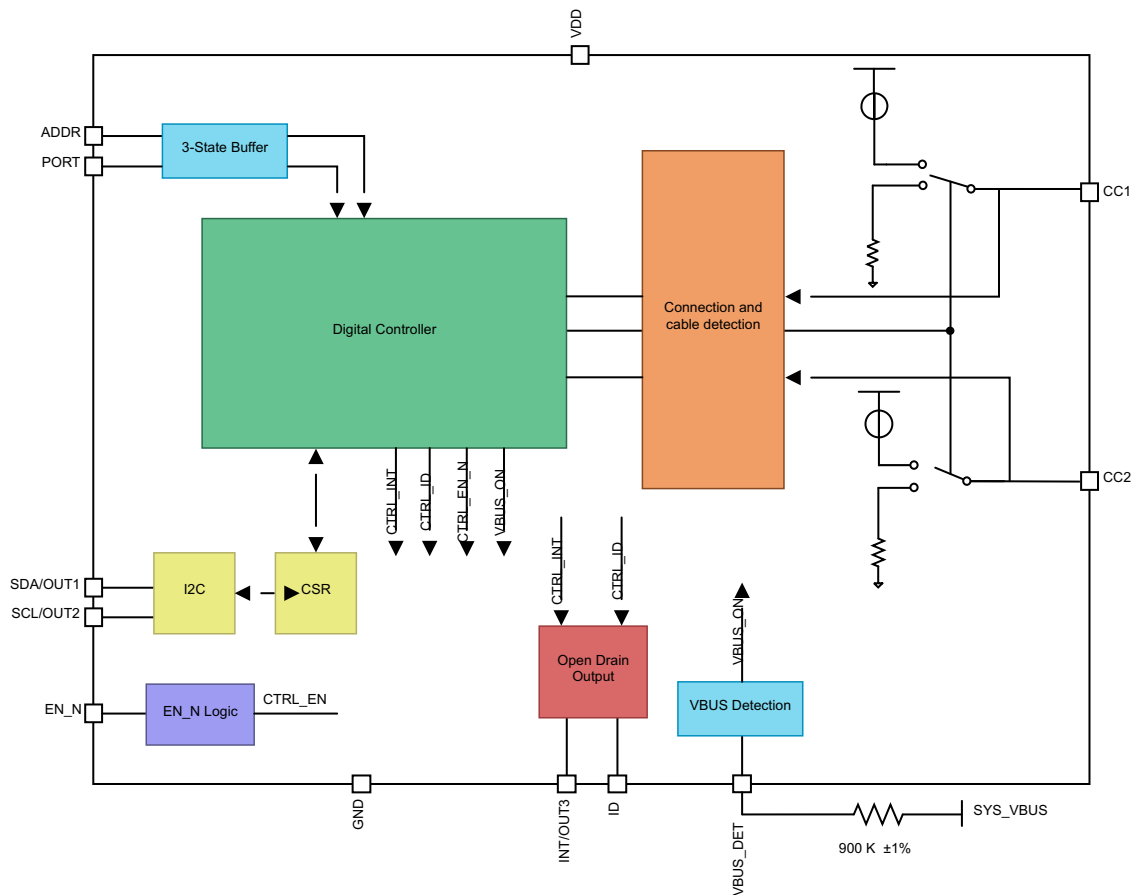 VDD
ADDR
PORT
3-State Buffer
CC1
Digital Controller
Connection and
cable detection
CTRL_INT
CTRL_ID
CTRL_EN_N
VBUS_ON
CC2
SDA/OUT1
SCL/OUT2
I2C
CSR
CTRL_INT
CTRL_ID
VBUS_ON
Open Drain
Output
EN_N
EN_N Logic
CTRL_EN
VBUS Detection
GND
INT/OUT3
ID
VBUS_DET
SYS_VBUS
900 K ±1%